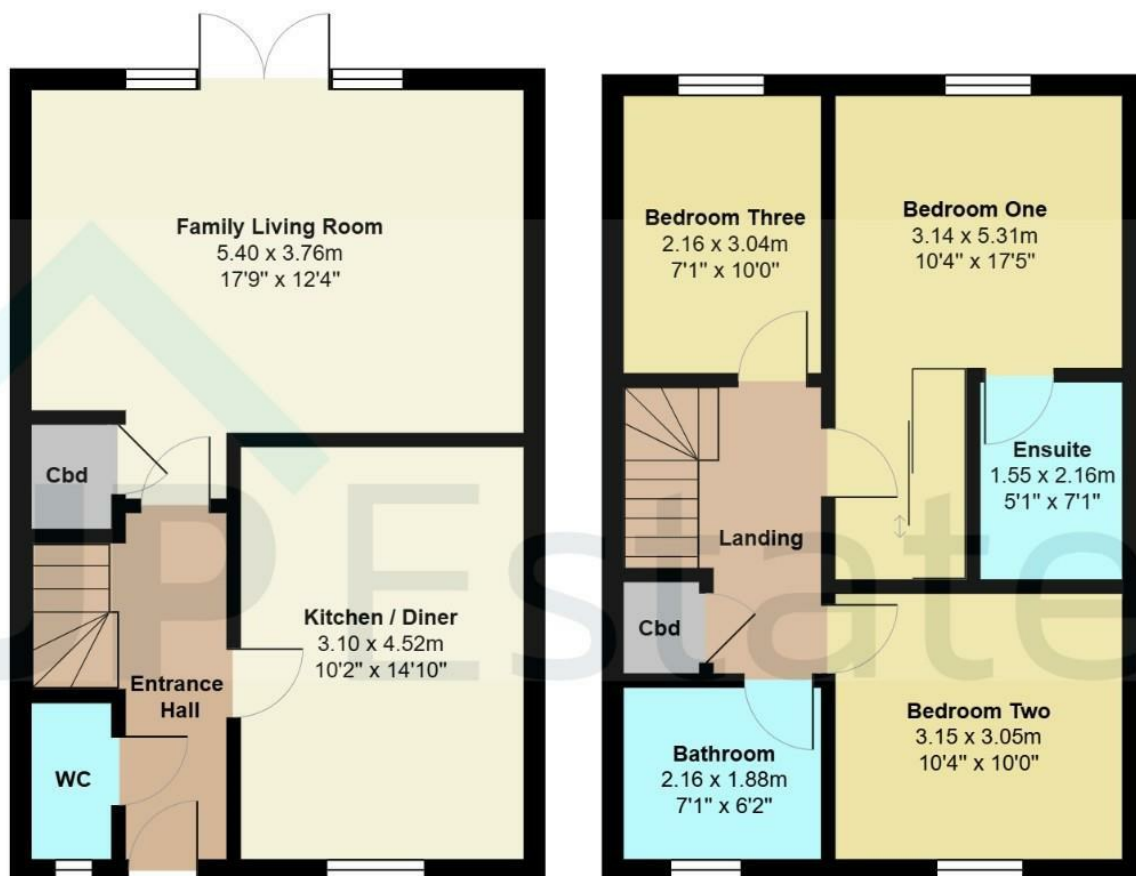 Family Living Room
5.40 x 3.76m
17'9" x 12'4"
Cbd
Kitchen / Diner
3.10 x 4.52m
10'2" x 14'10"
Entrance
Hall
WC
Bedroom Three
2.16 x 3.04m
7'1" x 10'0"
Bedroom One
3.14 x 5.31m
10'4" x 17'5"
Ensuite
1.55 x 2.16m
5'1" x 7'1"
Landing
Cbd
Bathroom
2.16 x 1.88m
7'1" x 6'2"
Bedroom Two
3.15 x 3.05m
10'4" x 10'0"
JP Estate